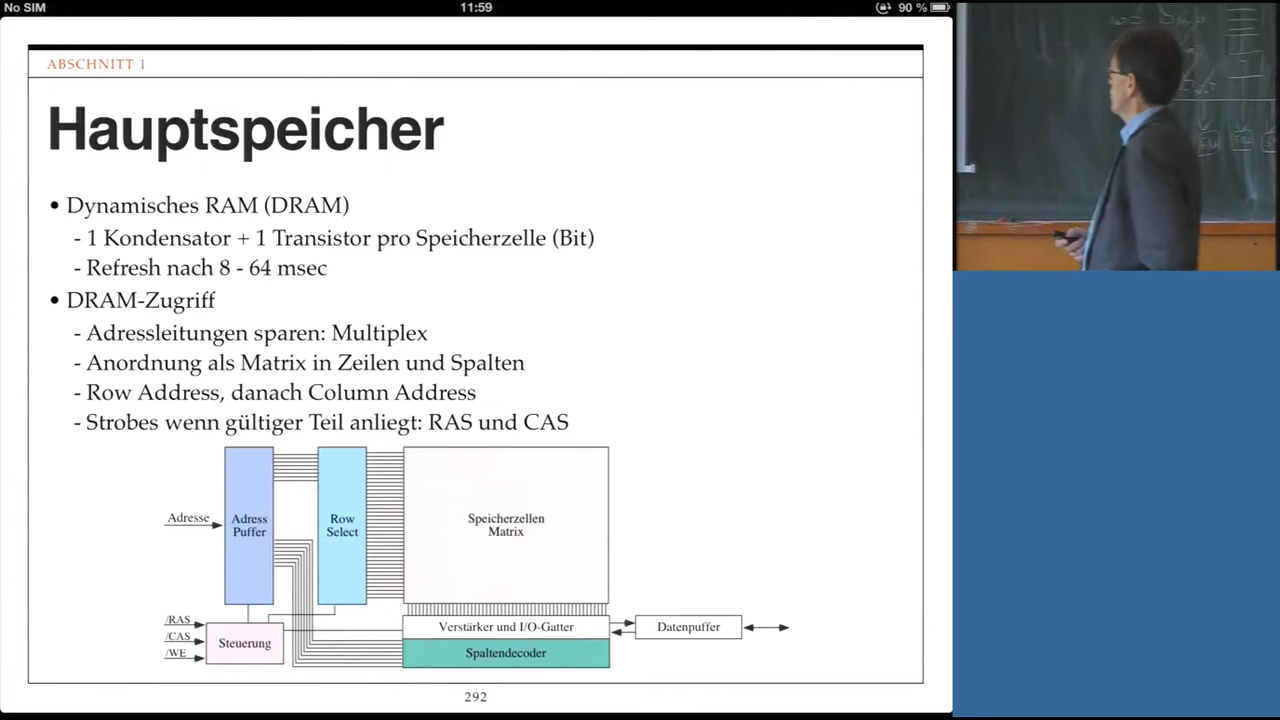 No SIM
11:59
90 %
ABSCHNITT 1
Hauptspeicher
• Dynamisches RAM (DRAM)
- 1 Kondensator + 1 Transistor pro Speicherzelle (Bit)
- Refresh nach 8 - 64 msec
• DRAM-Zugriff
- Adressleitungen sparen: Multiplex
- Anordnung als Matrix in Zeilen und Spalten
- Row Address, danach Column Address
- Strobes wenn gültiger Teil anliegt: RAS und CAS
Adresse
Adress
Puffer
Row
Select
Speicherzellen
Matrix
/RAS
/CAS
/WE
Steuerung
Verstärker und I/O-Gatter
Spaltendecoder
Datenpuffer
292